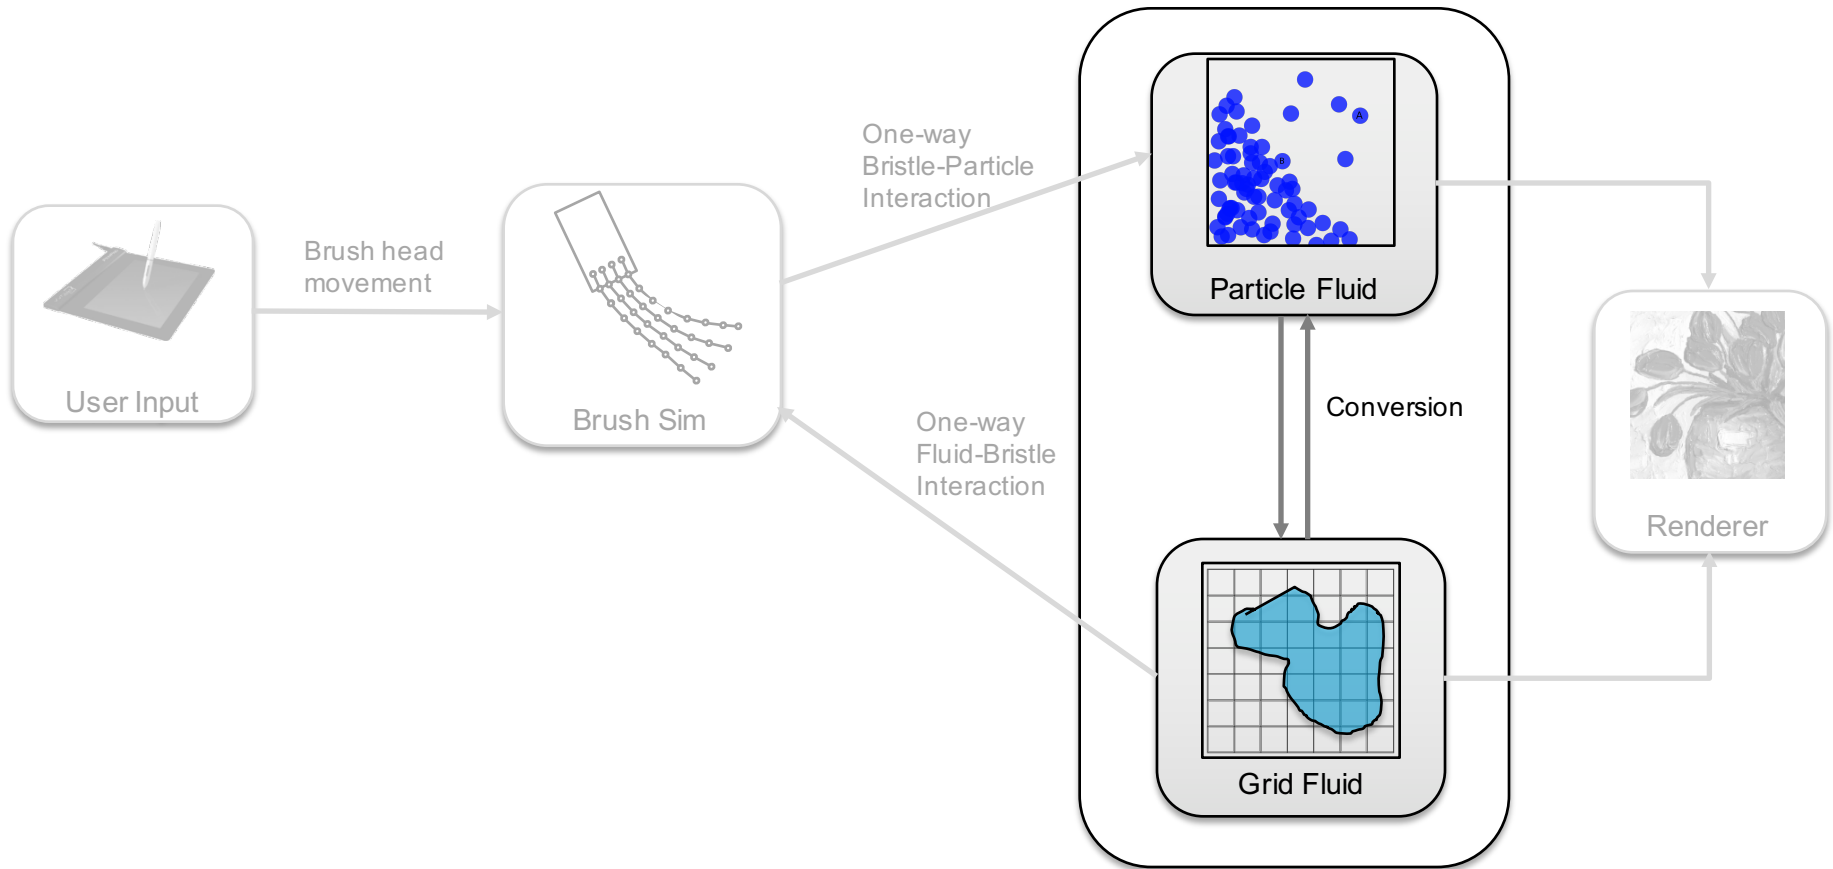 One-way
Bristle-Particle
Interaction
A
B
Brush head
movement
Particle Fluid
User Input
Brush Sim
One-way
Fluid-Bristle
Interaction
Conversion
Renderer
Grid Fluid